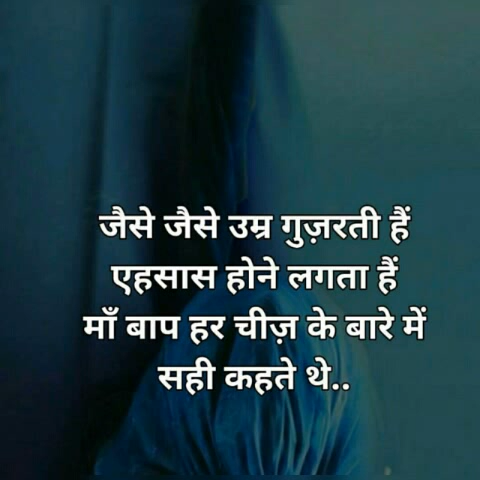 जैसे जैसे उम्र गुज़रती हैं
एहसास होने लगता हैं
माँ बाप हर चीज़ के बारे में
सही कहते थे..